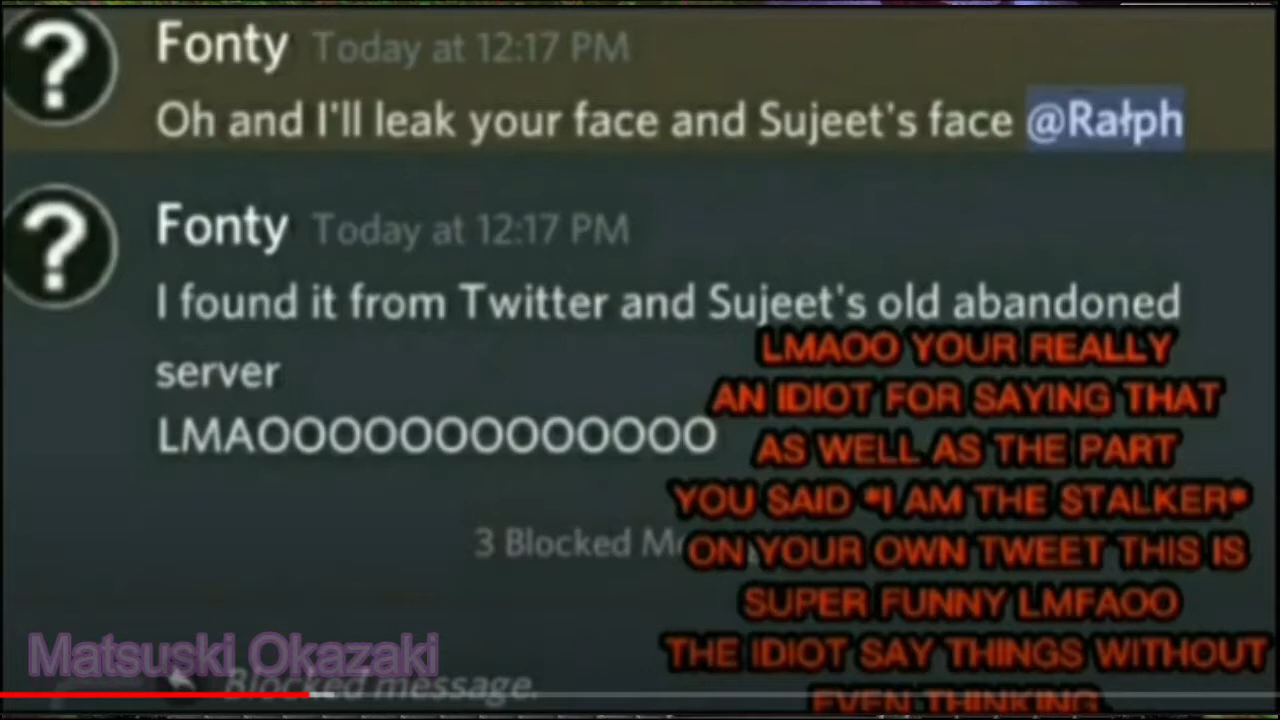 Fonty Today at 12:17 PM
Oh and I'll leak your face and Sujeet's face @Rałph
Fonty Today at 12:17 PM
I found it from Twitter and Sujeet's old abandoned
server
LMAOOOOOOOOOOOOOO
LMAOO YOUR REALLY
AN IDIOT FOR SAYING THAT
AS WELL AS THE PART
YOU SAID *I AM THE STALKER*
ON YOUR OWN TWEET THIS IS
SUPER FUNNY LMFAOO
THE IDIOT SAY THINGS WITHOUT
EVEN THINKING
3 Blocked
Matsuski Okazaki
Blocked message.